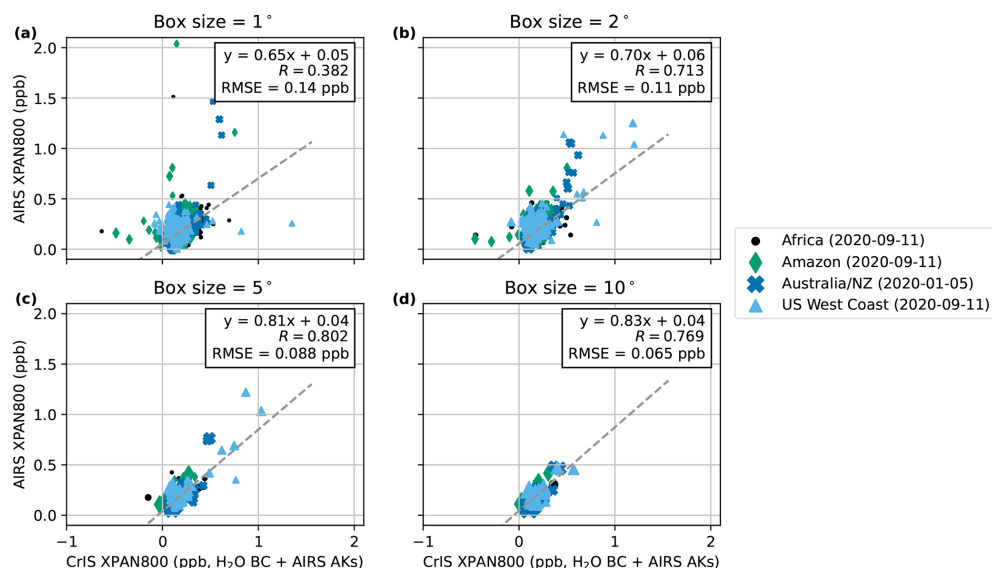 Box size = 1°
Box size = 2°
(a)
(b)
2.0
1.5
1.0
0.5
0.0
AIRS XPAN800 (ppb)
y = 0.65x + 0.05
R = 0.382
RMSE = 0.14 ppb
y = 0.70x + 0.06
R = 0.713
RMSE = 0.11 ppb
Africa (2020-09-11)
Amazon (2020-09-11)
Australia/NZ (2020-01-05)
US West Coast (2020-09-11)
Box size = 5°
Box size = 10°
(c)
(d)
2.0
1.5
1.0
0.5
0.0
AIRS XPAN800 (ppb)
y = 0.81x + 0.04
R = 0.802
RMSE = 0.088 ppb
y = 0.83x + 0.04
R = 0.769
RMSE = 0.065 ppb
−1 0 1 2
−1 0 1 2
CrIS XPAN800 (ppb, H₂O BC + AIRS AKs)
CrIS XPAN800 (ppb, H₂O BC + AIRS AKs)